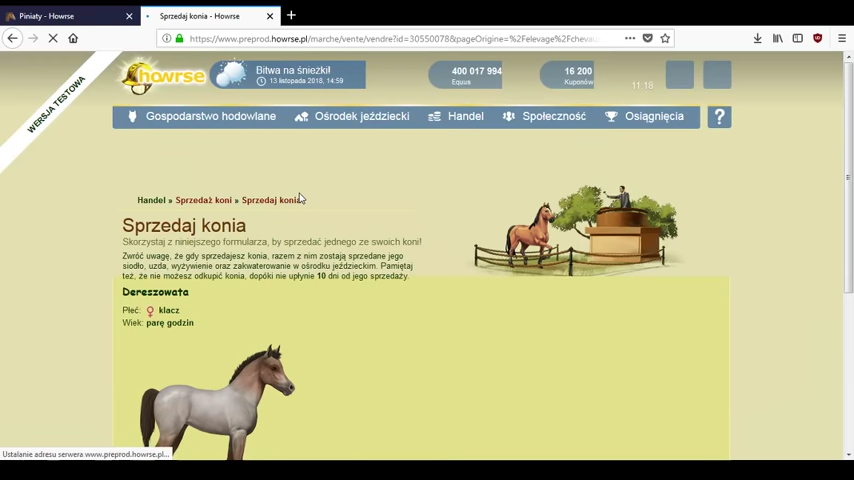 Piniaty - Howrse
Sprzedaj konia - Howrse
https://www.preprod.howrse.pl/marche/vente/vendre?id=30550078&pageOrigine=%2Felevage%2Fcheva
WERSJA TESTOWA
howrse
Bitwa na śnieżki!
13 listopada 2018, 14:59
400 017 994
Equus
16 200
Kuponów
11:18
Gospodarstwo hodowlane
Ośrodek jeździecki
Handel
Społeczność
Osiągnięcia
?
Handel » Sprzedaż koni » Sprzedaj konia
Sprzedaj konia
Skorzystaj z niniejszego formularza, by sprzedać jednego ze swoich koni!
Zwróć uwagę, że gdy sprzedajesz konia, razem z nim zostają sprzedane jego
siodło, uzda, wyżywienie oraz zakwaterowanie w ośrodku jeździeckim. Pamiętaj
też, że nie możesz odkupić konia, dopóki nie upłynie 10 dni od jego sprzedaży.
Dereszowata
Płeć: klacz
Wiek: parę godzin
Ustalanie adresu serwera www.preprod.howrse.pl...